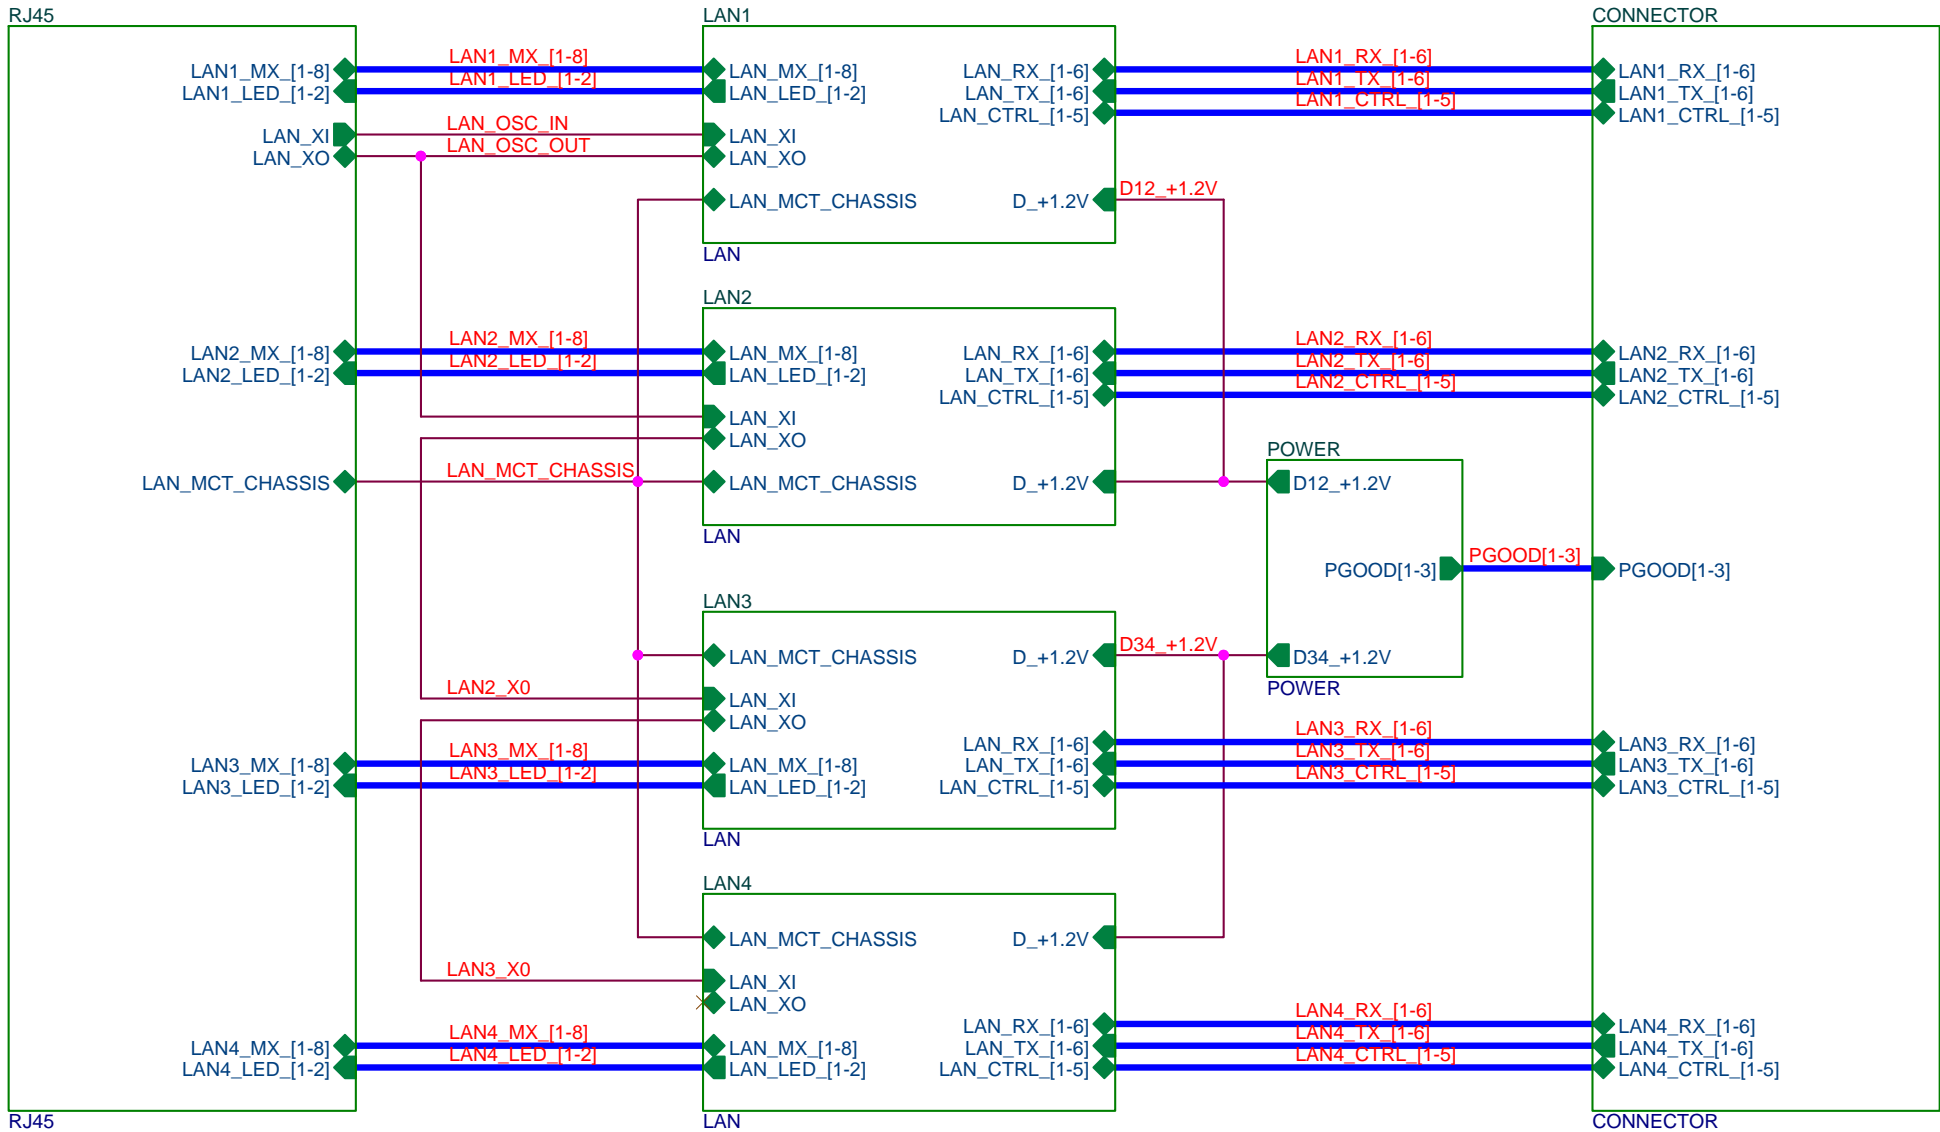 RJ45
LAN1
CONNECTOR
LAN1_MX_[1-8]
LAN1_MX_[1-8]
LAN_MX_[1-8]
LAN_RX_[1-6]
LAN1_RX_[1-6]
LAN1_RX_[1-6]
LAN1_LED_[1-2]
LAN1_LED_[1-2]
LAN_LED_[1-2]
LAN_TX_[1-6]
LAN1_TX_[1-6]
LAN1_TX_[1-6]
LAN_CTRL_[1-5]
LAN1_CTRL_[1-5]
LAN1_CTRL_[1-5]
LAN_XI
LAN_OSC_IN
LAN_XI
LAN_XO
LAN_OSC_OUT
LAN_XO
LAN_MCT_CHASSIS
D_+1.2V
D12_+1.2V
LAN
LAN2
LAN2_MX_[1-8]
LAN2_MX_[1-8]
LAN_MX_[1-8]
LAN_RX_[1-6]
LAN2_RX_[1-6]
LAN2_RX_[1-6]
LAN2_LED_[1-2]
LAN2_LED_[1-2]
LAN_LED_[1-2]
LAN_TX_[1-6]
LAN2_TX_[1-6]
LAN2_TX_[1-6]
LAN_CTRL_[1-5]
LAN2_CTRL_[1-5]
LAN2_CTRL_[1-5]
LAN_XI
LAN_XO
POWER
LAN_MCT_CHASSIS
LAN_MCT_CHASSIS
LAN_MCT_CHASSIS
D_+1.2V
D12_+1.2V
LAN
PGOOD[1-3]
PGOOD[1-3]
PGOOD[1-3]
LAN3
LAN_MCT_CHASSIS
D_+1.2V
D34_+1.2V
D34_+1.2V
POWER
LAN2_X0
LAN_XI
LAN_XO
LAN_RX_[1-6]
LAN3_RX_[1-6]
LAN3_RX_[1-6]
LAN3_MX_[1-8]
LAN3_MX_[1-8]
LAN_MX_[1-8]
LAN_TX_[1-6]
LAN3_TX_[1-6]
LAN3_TX_[1-6]
LAN3_LED_[1-2]
LAN3_LED_[1-2]
LAN_LED_[1-2]
LAN_CTRL_[1-5]
LAN3_CTRL_[1-5]
LAN3_CTRL_[1-5]
LAN
LAN4
LAN_MCT_CHASSIS
D_+1.2V
LAN3_X0
LAN_XI
LAN_XO
LAN_RX_[1-6]
LAN4_RX_[1-6]
LAN4_RX_[1-6]
LAN4_MX_[1-8]
LAN4_MX_[1-8]
LAN_MX_[1-8]
LAN_TX_[1-6]
LAN4_TX_[1-6]
LAN4_TX_[1-6]
LAN4_LED_[1-2]
LAN4_LED_[1-2]
LAN_LED_[1-2]
LAN_CTRL_[1-5]
LAN4_CTRL_[1-5]
LAN4_CTRL_[1-5]
RJ45
LAN
CONNECTOR